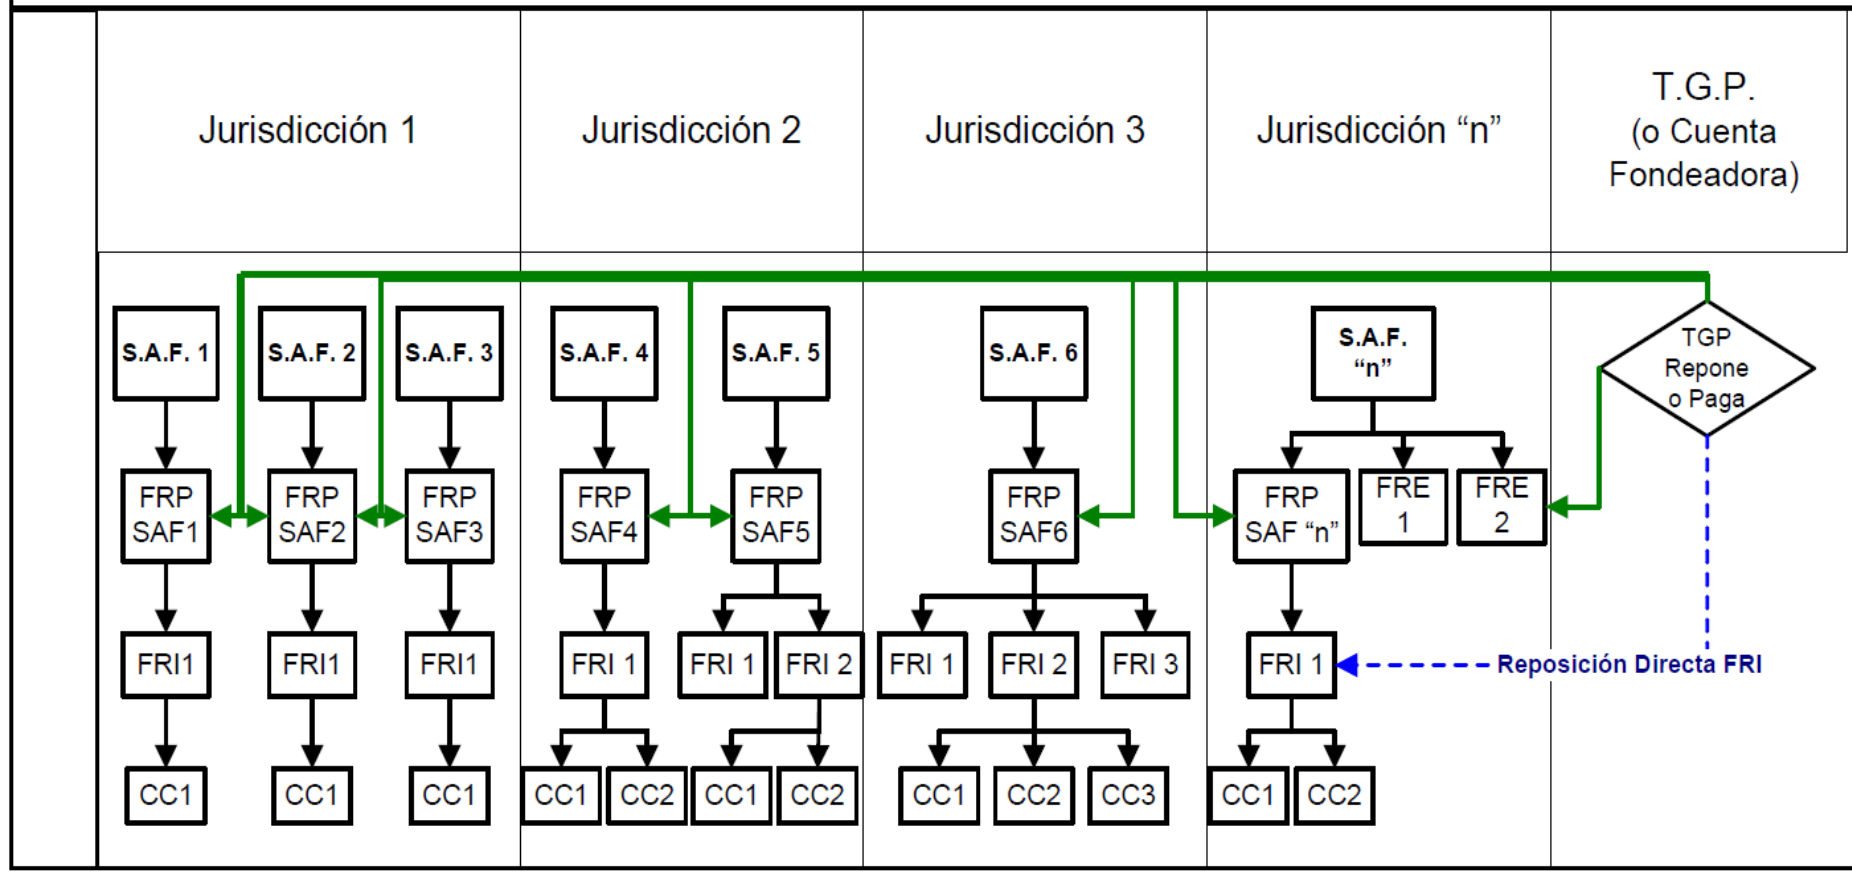 Jurisdicción 1
Jurisdicción 2
Jurisdicción 3
Jurisdicción “n”
T.G.P.
(o Cuenta
Fondeadora)
S.A.F. 1
S.A.F. 2
S.A.F. 3
S.A.F. 4
S.A.F. 5
S.A.F. 6
S.A.F.
“n”
TGP
Repone
o Paga
FRP
SAF1
FRP
SAF2
FRP
SAF3
FRP
SAF4
FRP
SAF5
FRP
SAF6
FRP
SAF “n”
FRE
1
FRE
2
FRI1
FRI1
FRI1
FRI 1
FRI 1
FRI 2
FRI 1
FRI 2
FRI 3
FRI 1
Reposición Directa FRI
CC1
CC1
CC1
CC1
CC2
CC1
CC2
CC1
CC2
CC3
CC1
CC2